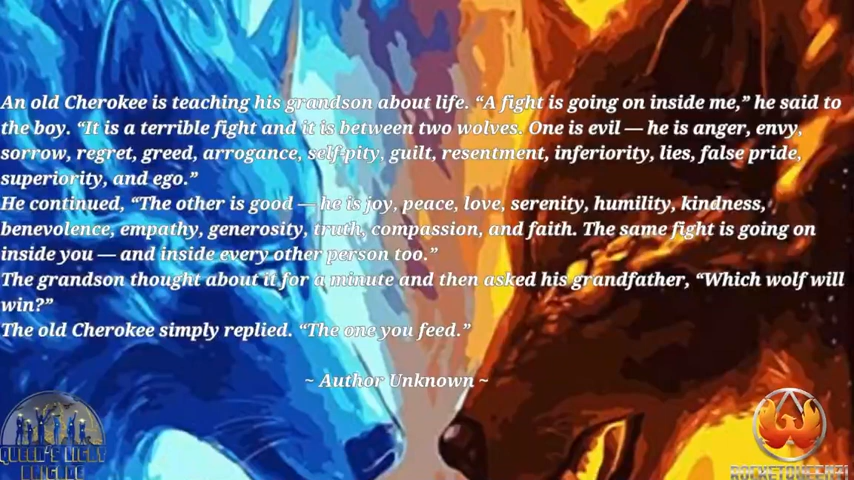 An old Cherokee is teaching his grandson about life. “A fight is going on inside me,” he said to
the boy. “It is a terrible fight and it is between two wolves. One is evil — he is anger, envy,
sorrow, regret, greed, arrogance, self-pity, guilt, resentment, inferiority, lies, false pride,
superiority, and ego.”
He continued, “The other is good — he is joy, peace, love, serenity, humility, kindness,
benevolence, empathy, generosity, truth, compassion, and faith. The same fight is going on
inside you — and inside every other person too.”
The grandson thought about it for a minute and then asked his grandfather, “Which wolf will
win?”
The old Cherokee simply replied. “The one you feed.”
~ Author Unknown ~
QUEEN'S LIGHT
BRIGADE
ROCKETQUEEN71